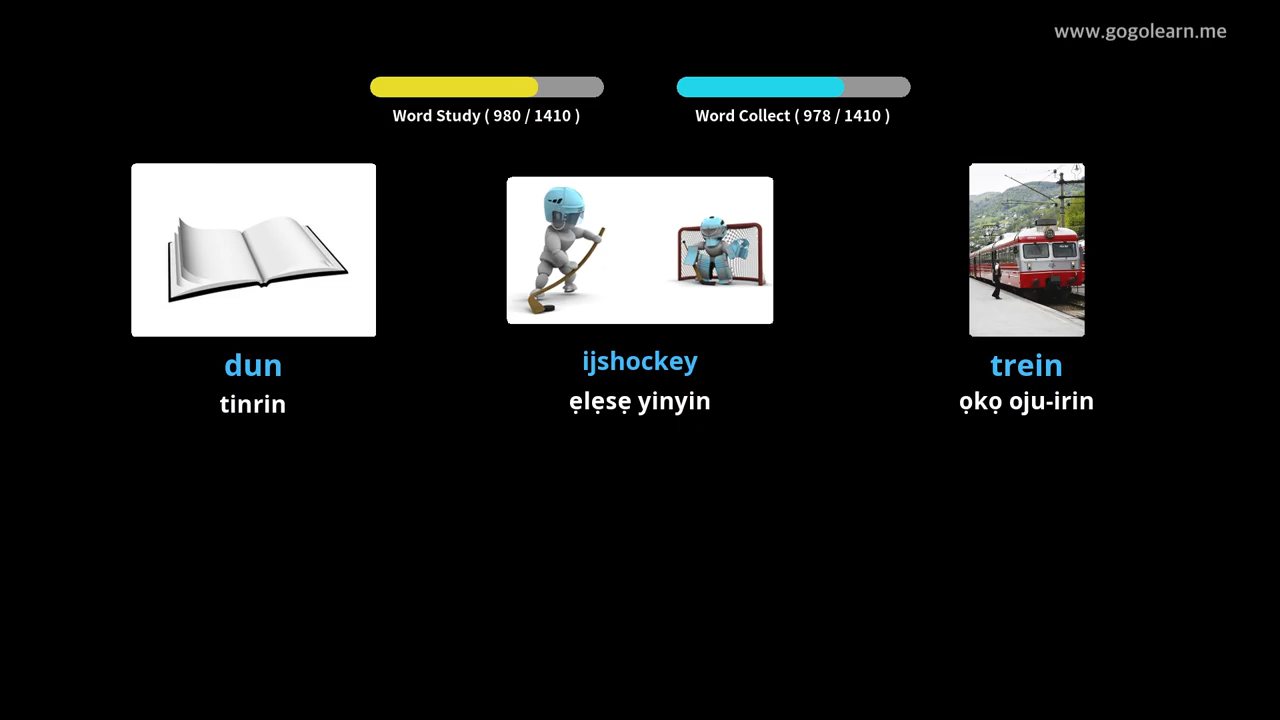 www.gogolearn.me
Word Study ( 980 / 1410 )
Word Collect ( 978 / 1410 )
dun
tinrin
ijshockey
ẹlẹsẹ yinyin
trein
ọkọ oju-irin